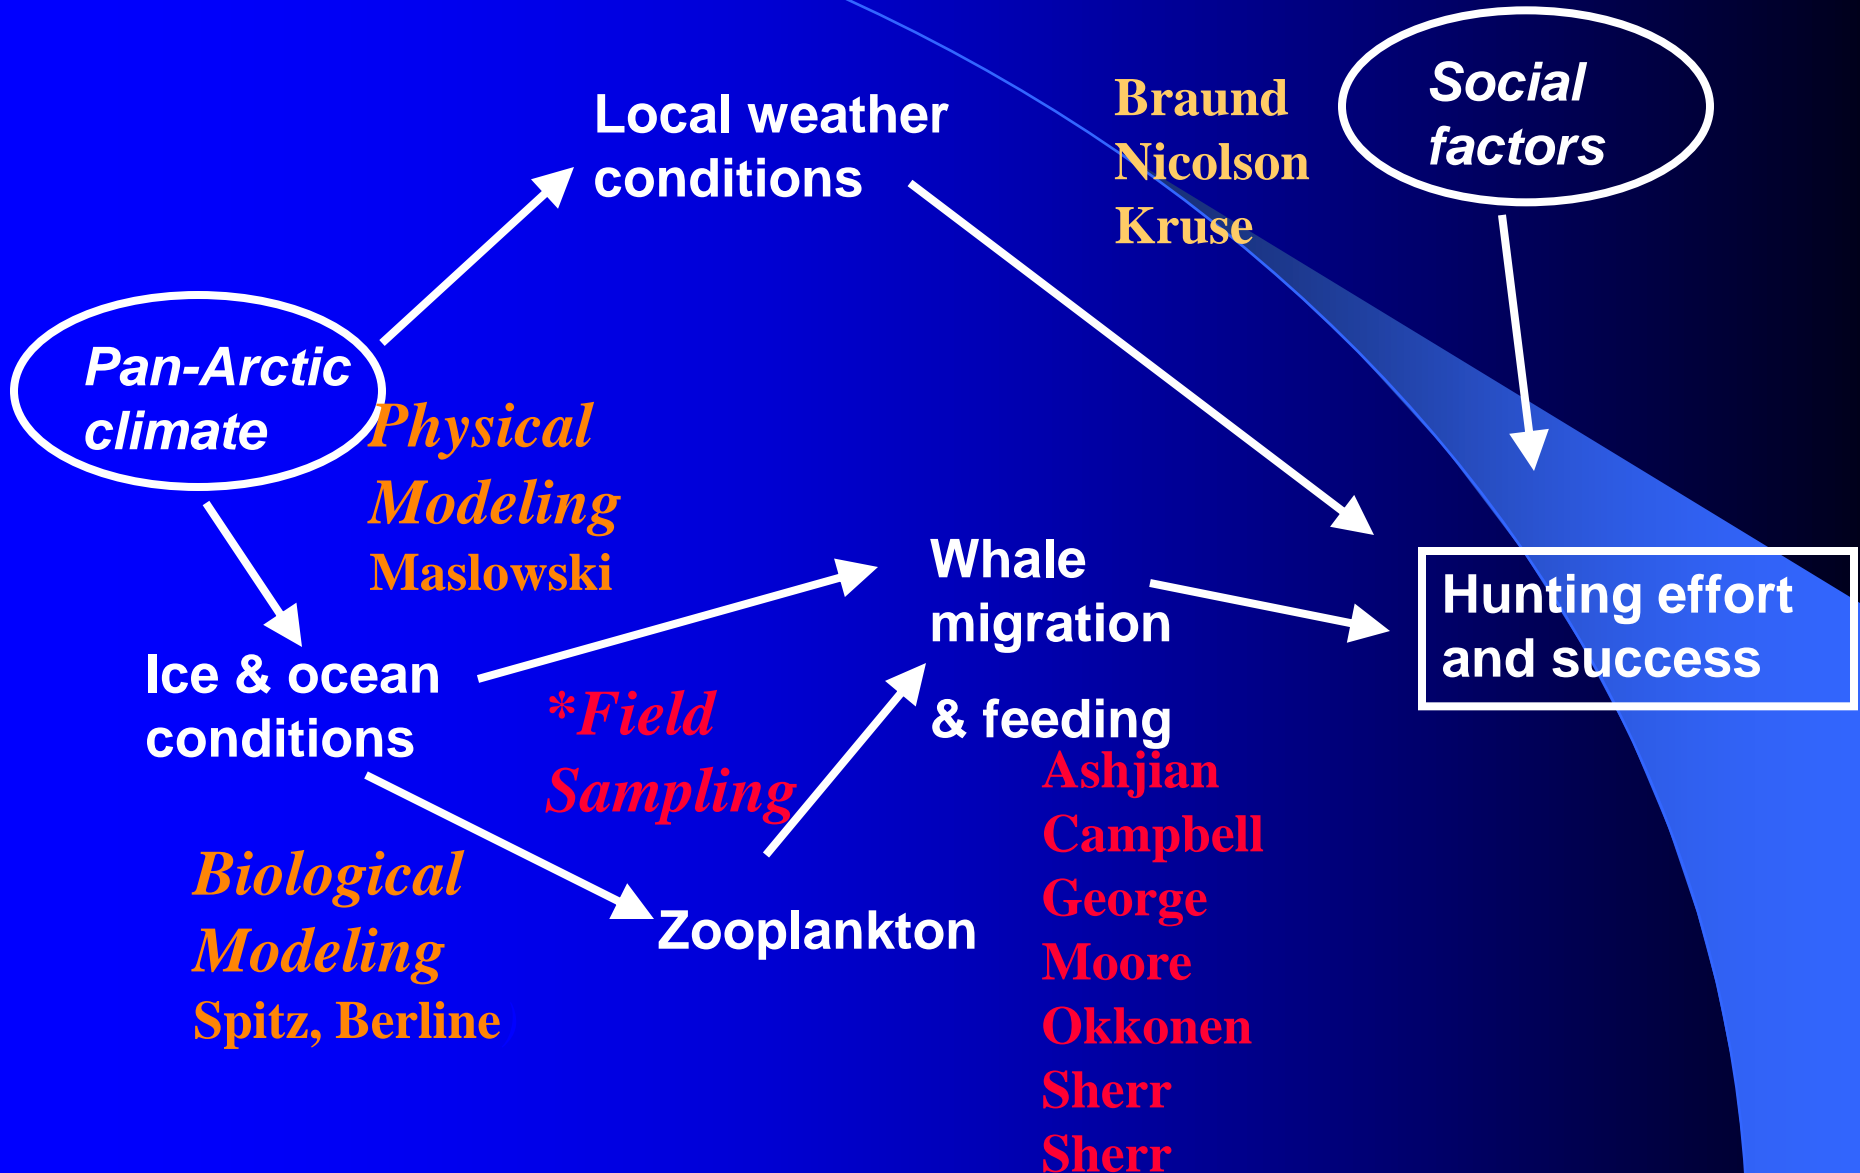 Local weather
conditions
Braund
Nicolson
Kruse
Social
factors
Pan-Arctic
climate
Physical
Modeling
Maslowski
Whale
migration
& feeding
Hunting effort
and success
Ice & ocean
conditions
*Field
Sampling
Ashjian
Campbell
George
Moore
Okkonen
Sherr
Sherr
Biological
Modeling
Spitz, Berline
Zooplankton